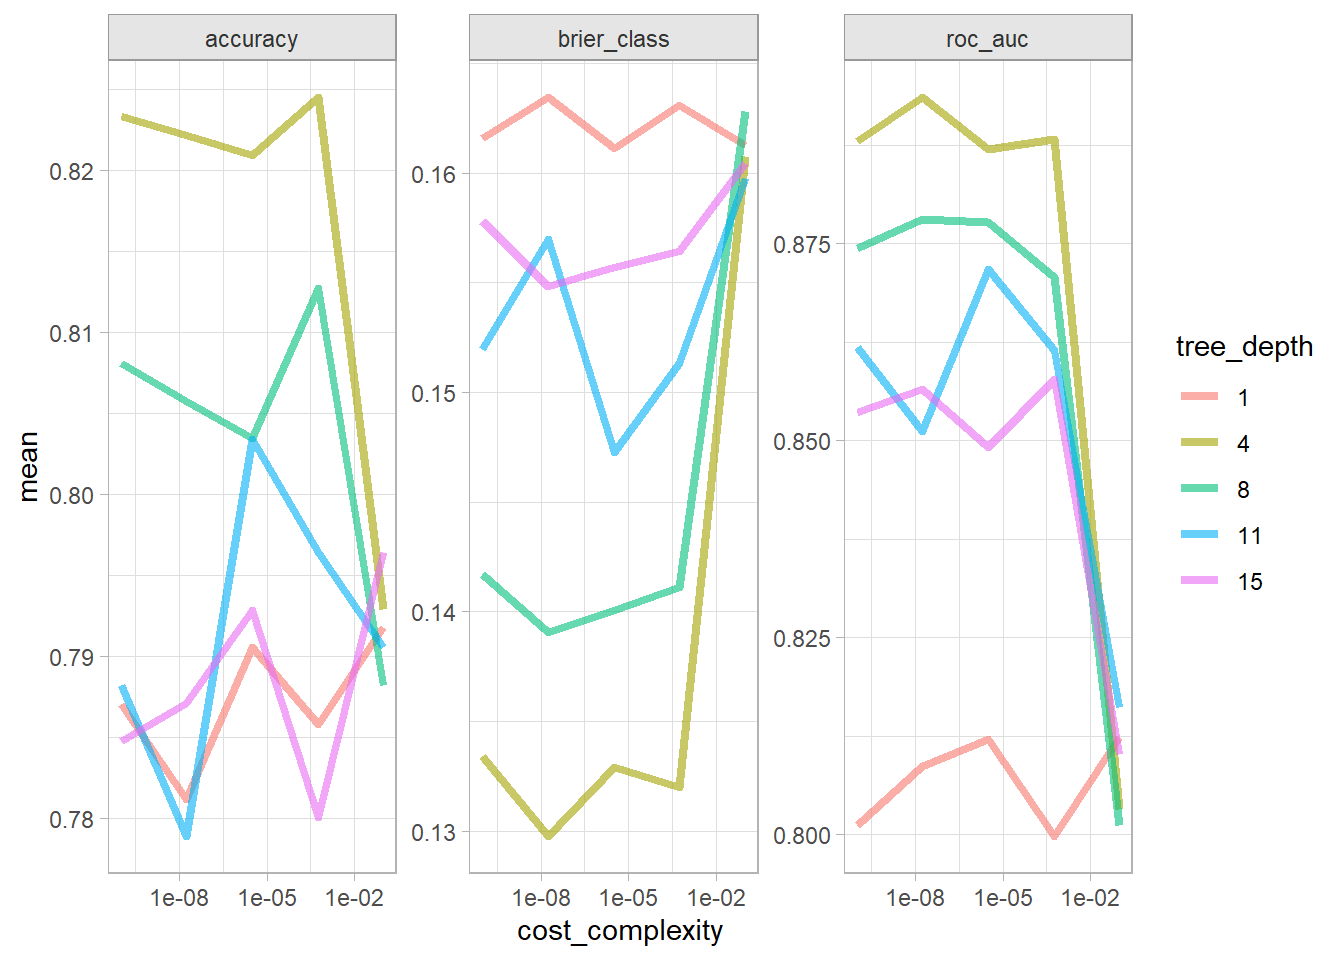 accuracy
brier_class
roc_auc
mean
0.82
0.81
0.80
0.79
0.78
0.16
0.15
0.14
0.13
0.875
0.850
0.825
0.800
1e-08
1e-05
1e-02
1e-08
1e-05
1e-02
1e-08
1e-05
1e-02
cost_complexity
tree_depth
1
4
8
11
15